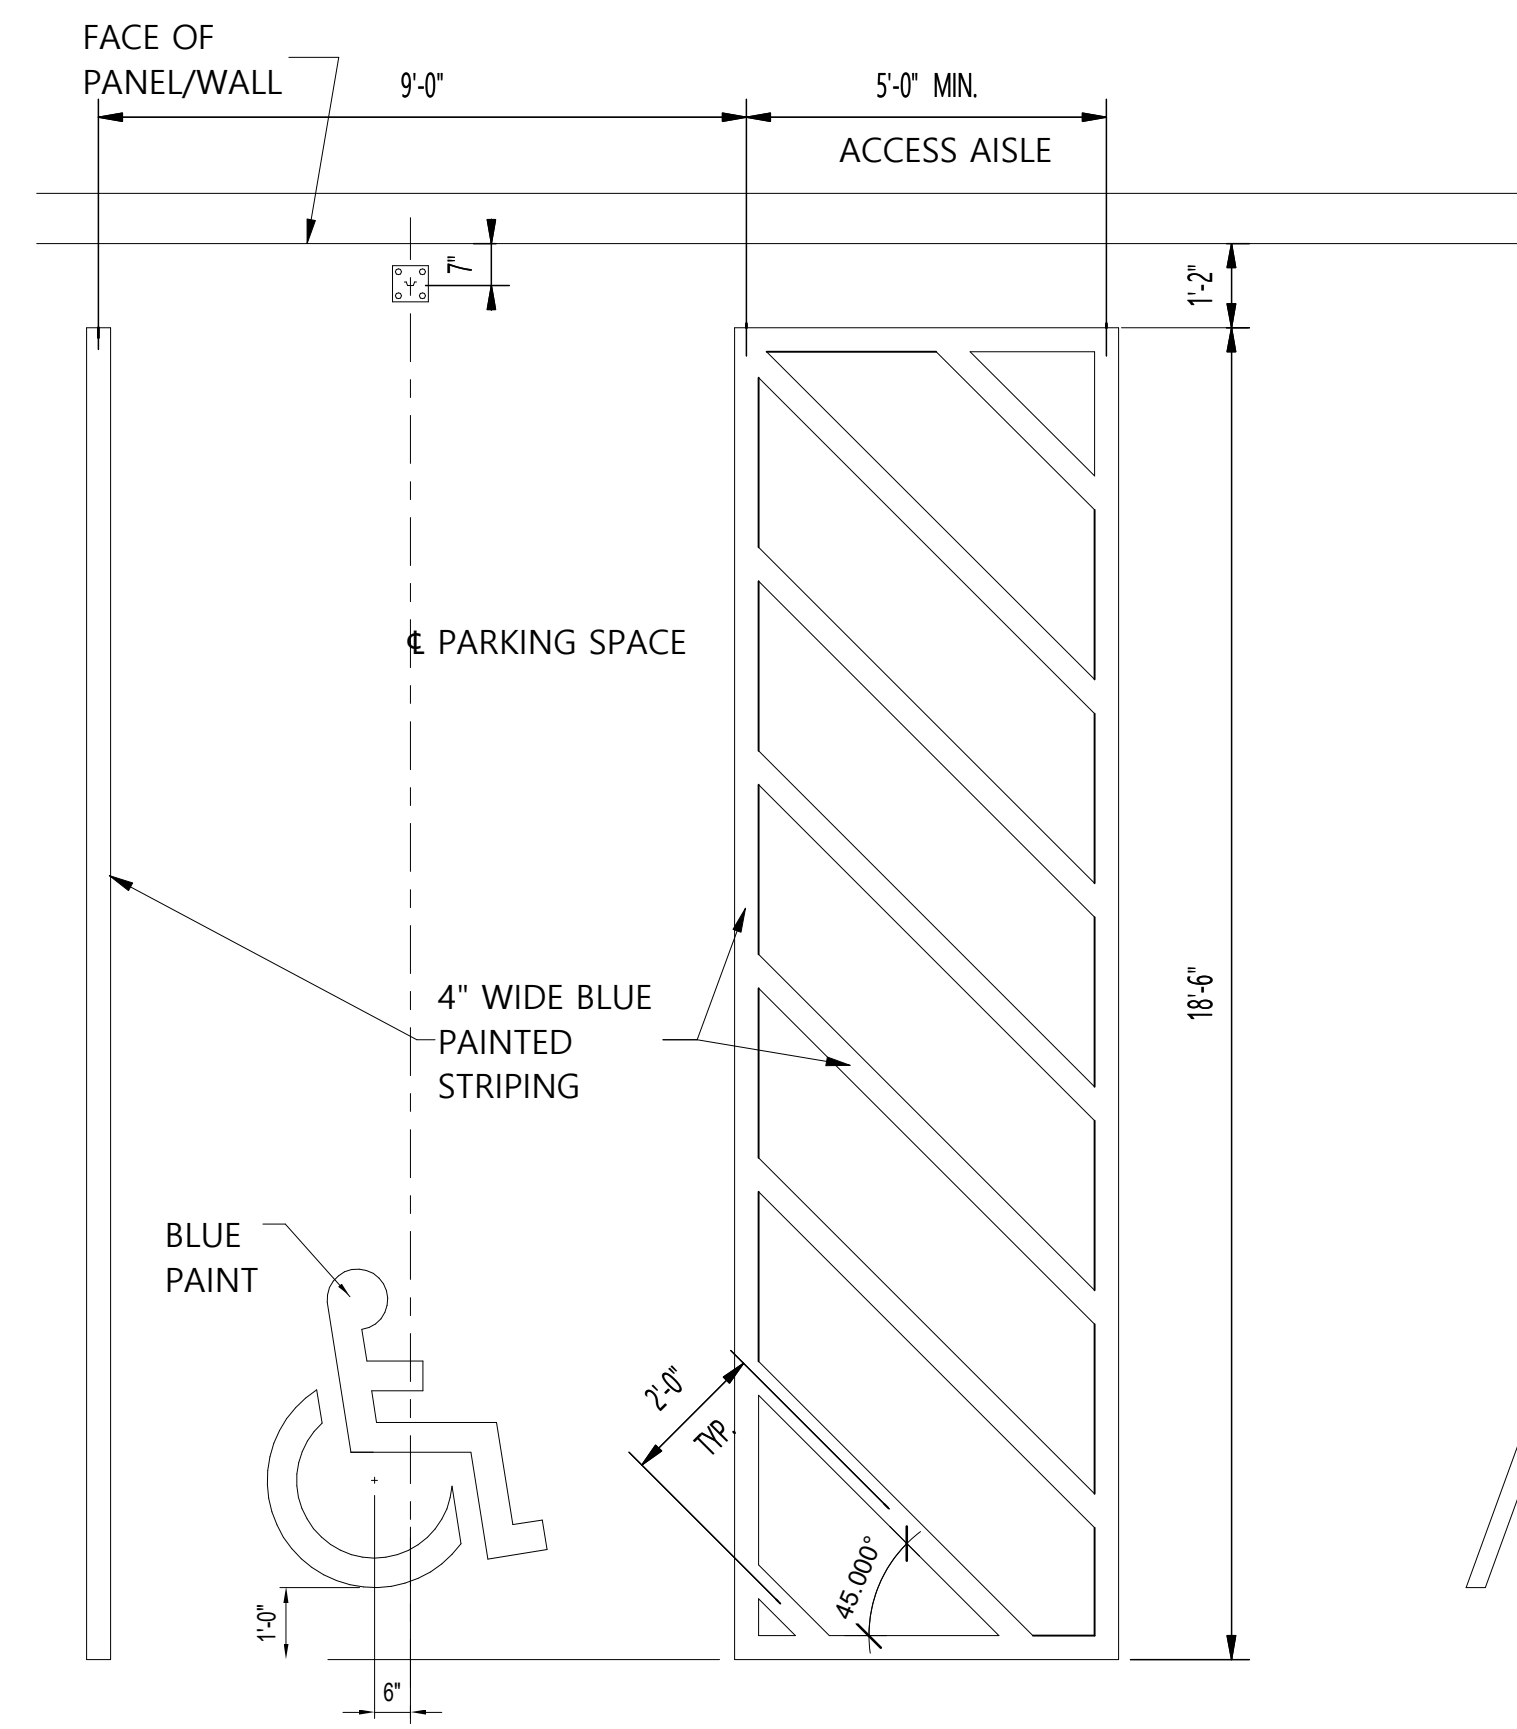 FACE OF
PANEL/WALL
9'-0"
5'-0" MIN.
ACCESS AISLE
7"
1'-2"
℄ PARKING SPACE
18'-6"
4" WIDE BLUE
PAINTED
STRIPING
BLUE
PAINT
2'-0"
TYP.
45.000°
1'-0"
6"